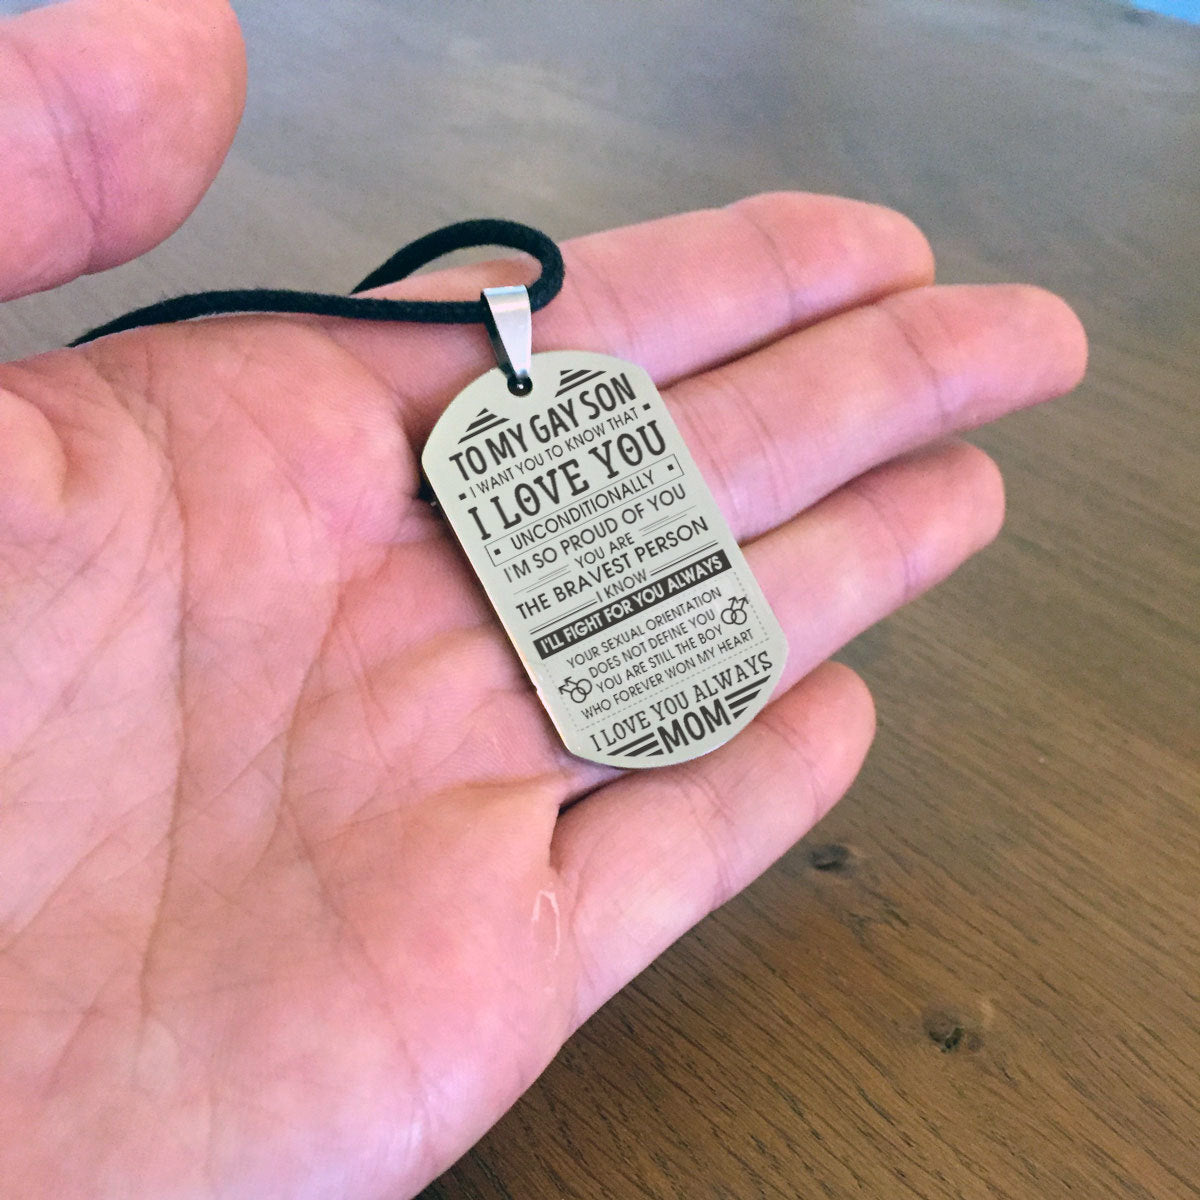 TO MY GAY SON
I WANT YOU TO KNOW THAT
I LOVE YOU
UNCONDITIONALLY
I'M SO PROUD OF YOU
YOU ARE
THE BRAVEST PERSON
I KNOW
I'LL FIGHT FOR YOU ALWAYS
YOUR SEXUAL ORIENTATION
DOES NOT DEFINE YOU
YOU ARE STILL THE BOY
WHO FOREVER WON MY HEART
I LOVE YOU ALWAYS
MOM